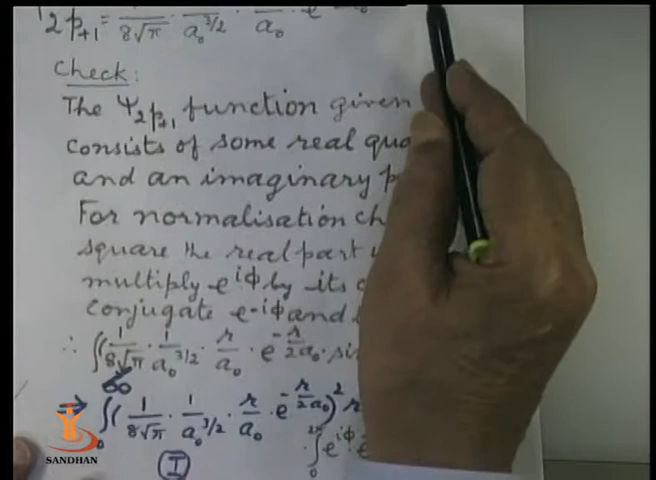 2p+1 = 1/8√π · 1/a₀^3/2 · /a₀ · e
Check:
The Ψ2p+1 function given
consists of some real qua
and an imaginary p
For normalisation ch
square the real part
multiply e^iΦ by its c
conjugate e^-iΦ and
∴ ∫(1/8√π · 1/a₀^3/2 · r/a₀ · e^-r/2a₀ · si
⇒ ∫₀^∞ ( 1/8√π · 1/a₀^3/2 · r/a₀ · e^-r/2a₀ )² r
∫₀ e^iΦ
I
SANDHAN